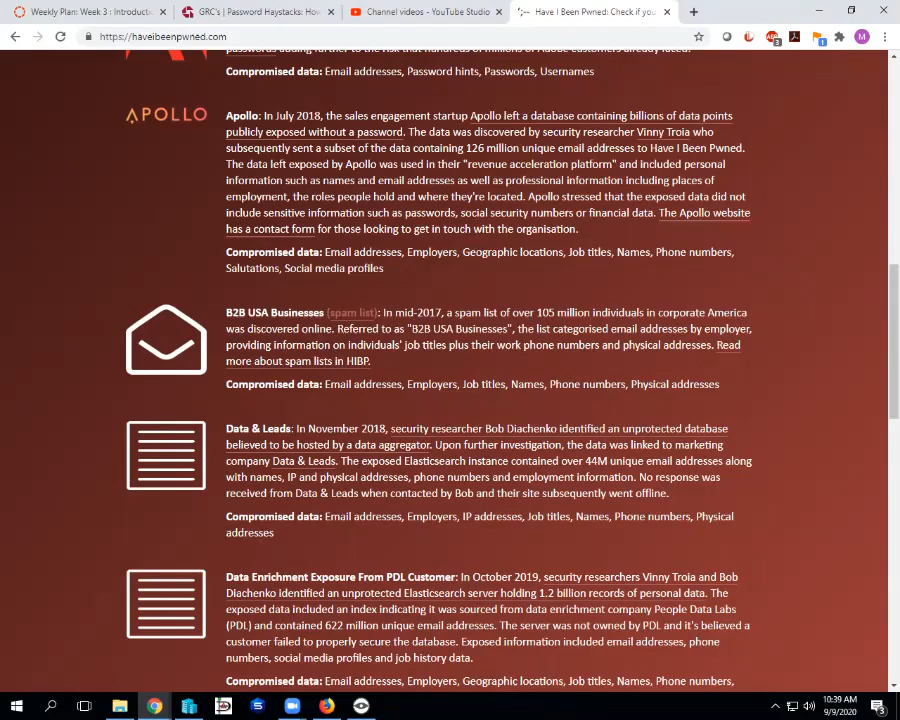 Weekly Plan: Week 3 : Introducti
GRC's | Password Haystacks: How
Channel videos - YouTube Studio
Have I Been Pwned: Check if you
https://haveibeenpwned.com
passwords adding further to the risk that hundreds of millions of Adobe customers already faced.
Compromised data: Email addresses, Password hints, Passwords, Usernames
APOLLO
Apollo: In July 2018, the sales engagement startup Apollo left a database containing billions of data points
publicly exposed without a password. The data was discovered by security researcher Vinny Troia who
subsequently sent a subset of the data containing 126 million unique email addresses to Have I Been Pwned.
The data left exposed by Apollo was used in their "revenue acceleration platform" and included personal
information such as names and email addresses as well as professional information including places of
employment, the roles people hold and where they're located. Apollo stressed that the exposed data did not
include sensitive information such as passwords, social security numbers or financial data. The Apollo website
has a contact form for those looking to get in touch with the organisation.
Compromised data: Email addresses, Employers, Geographic locations, Job titles, Names, Phone numbers,
Salutations, Social media profiles
B2B USA Businesses (spam list): In mid-2017, a spam list of over 105 million individuals in corporate America
was discovered online. Referred to as "B2B USA Businesses", the list categorised email addresses by employer,
providing information on individuals' job titles plus their work phone numbers and physical addresses. Read
more about spam lists in HIBP.
Compromised data: Email addresses, Employers, Job titles, Names, Phone numbers, Physical addresses
Data & Leads: In November 2018, security researcher Bob Diachenko identified an unprotected database
believed to be hosted by a data aggregator. Upon further investigation, the data was linked to marketing
company Data & Leads. The exposed Elasticsearch instance contained over 44M unique email addresses along
with names, IP and physical addresses, phone numbers and employment information. No response was
received from Data & Leads when contacted by Bob and their site subsequently went offline.
Compromised data: Email addresses, Employers, IP addresses, Job titles, Names, Phone numbers, Physical
addresses
Data Enrichment Exposure From PDL Customer: In October 2019, security researchers Vinny Troia and Bob
Diachenko identified an unprotected Elasticsearch server holding 1.2 billion records of personal data. The
exposed data included an index indicating it was sourced from data enrichment company People Data Labs
(PDL) and contained 622 million unique email addresses. The server was not owned by PDL and it's believed a
customer failed to properly secure the database. Exposed information included email addresses, phone
numbers, social media profiles and job history data.
Compromised data: Email addresses, Employers, Geographic locations, Job titles, Names, Phone numbers,
10:39 AM
9/9/2020